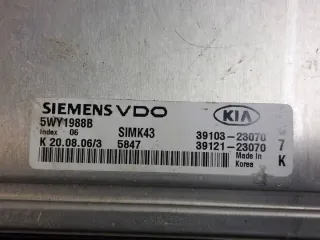 SIEMENS VDO KIA
5WY1988B
Index 06 SIMK43 39103-23070 6
K 20.08.06/3 5847 39121-23070 7
Made in Korea K